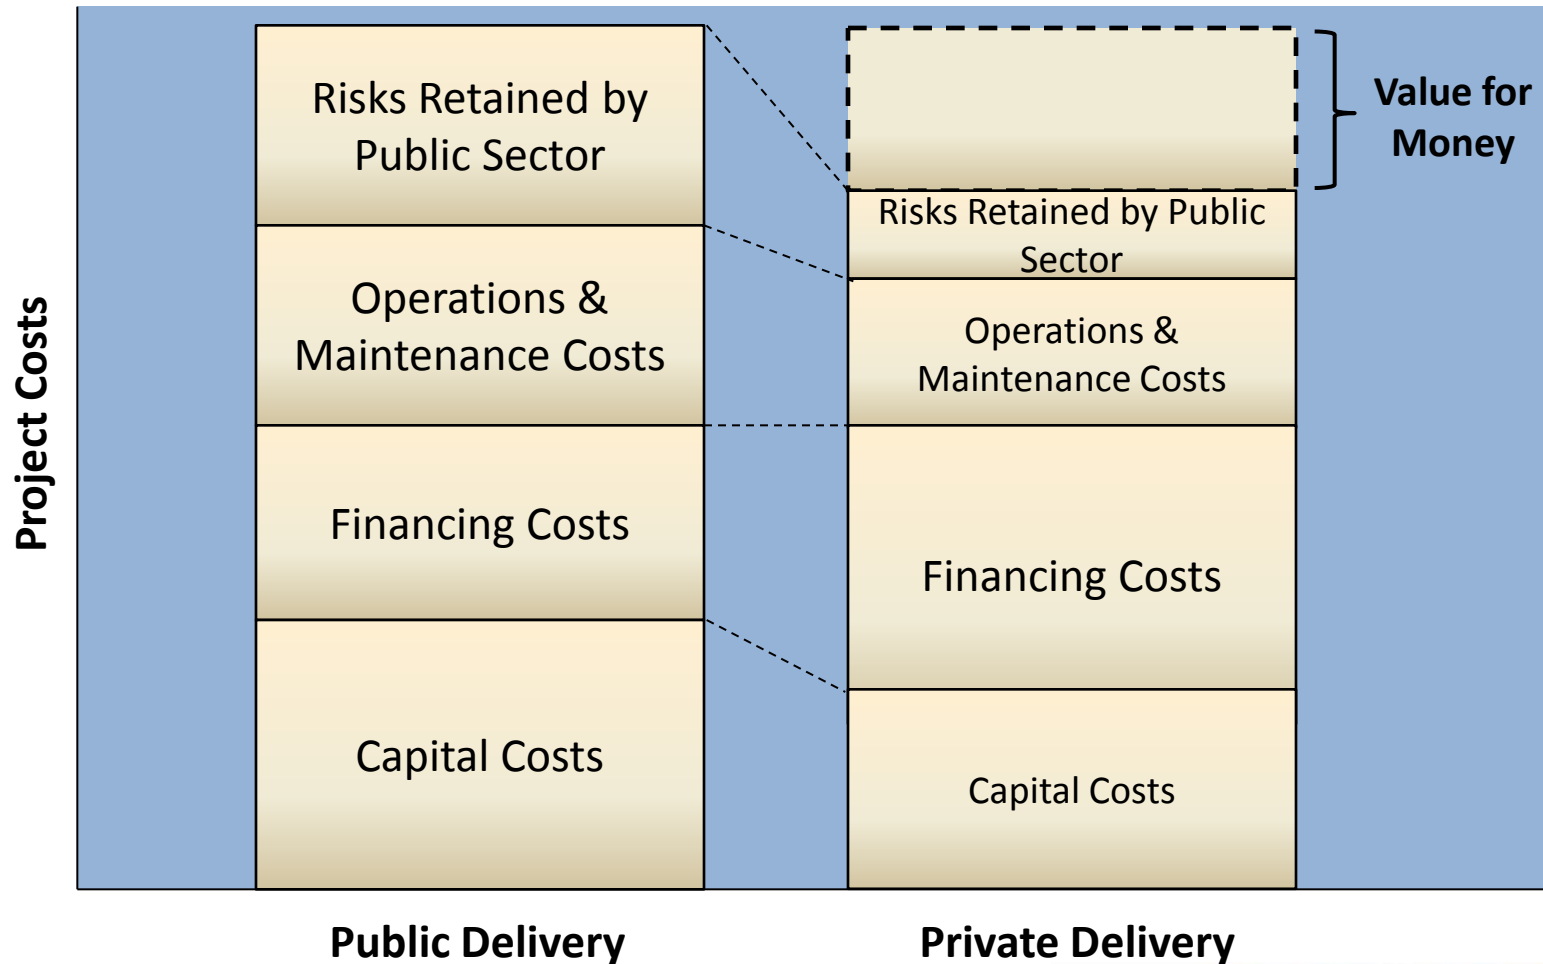 Project Costs
Risks Retained by
Public Sector
Operations &
Maintenance Costs
Financing Costs
Capital Costs
Public Delivery
Value for
Money
Risks Retained by Public
Sector
Operations &
Maintenance Costs
Financing Costs
Capital Costs
Private Delivery